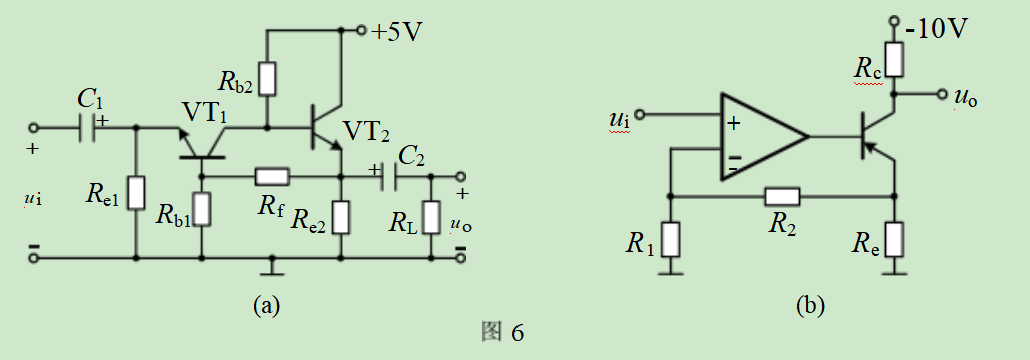 +5V
-10V
Rb2
Rc
C1
+
VT1
uo
ui
+
VT2
C2
+
+
-
+
ui
Re1
Rb1
Rf
Re2
RL
uo
R1
R2
Re
-
-
(a)
(b)
图 6